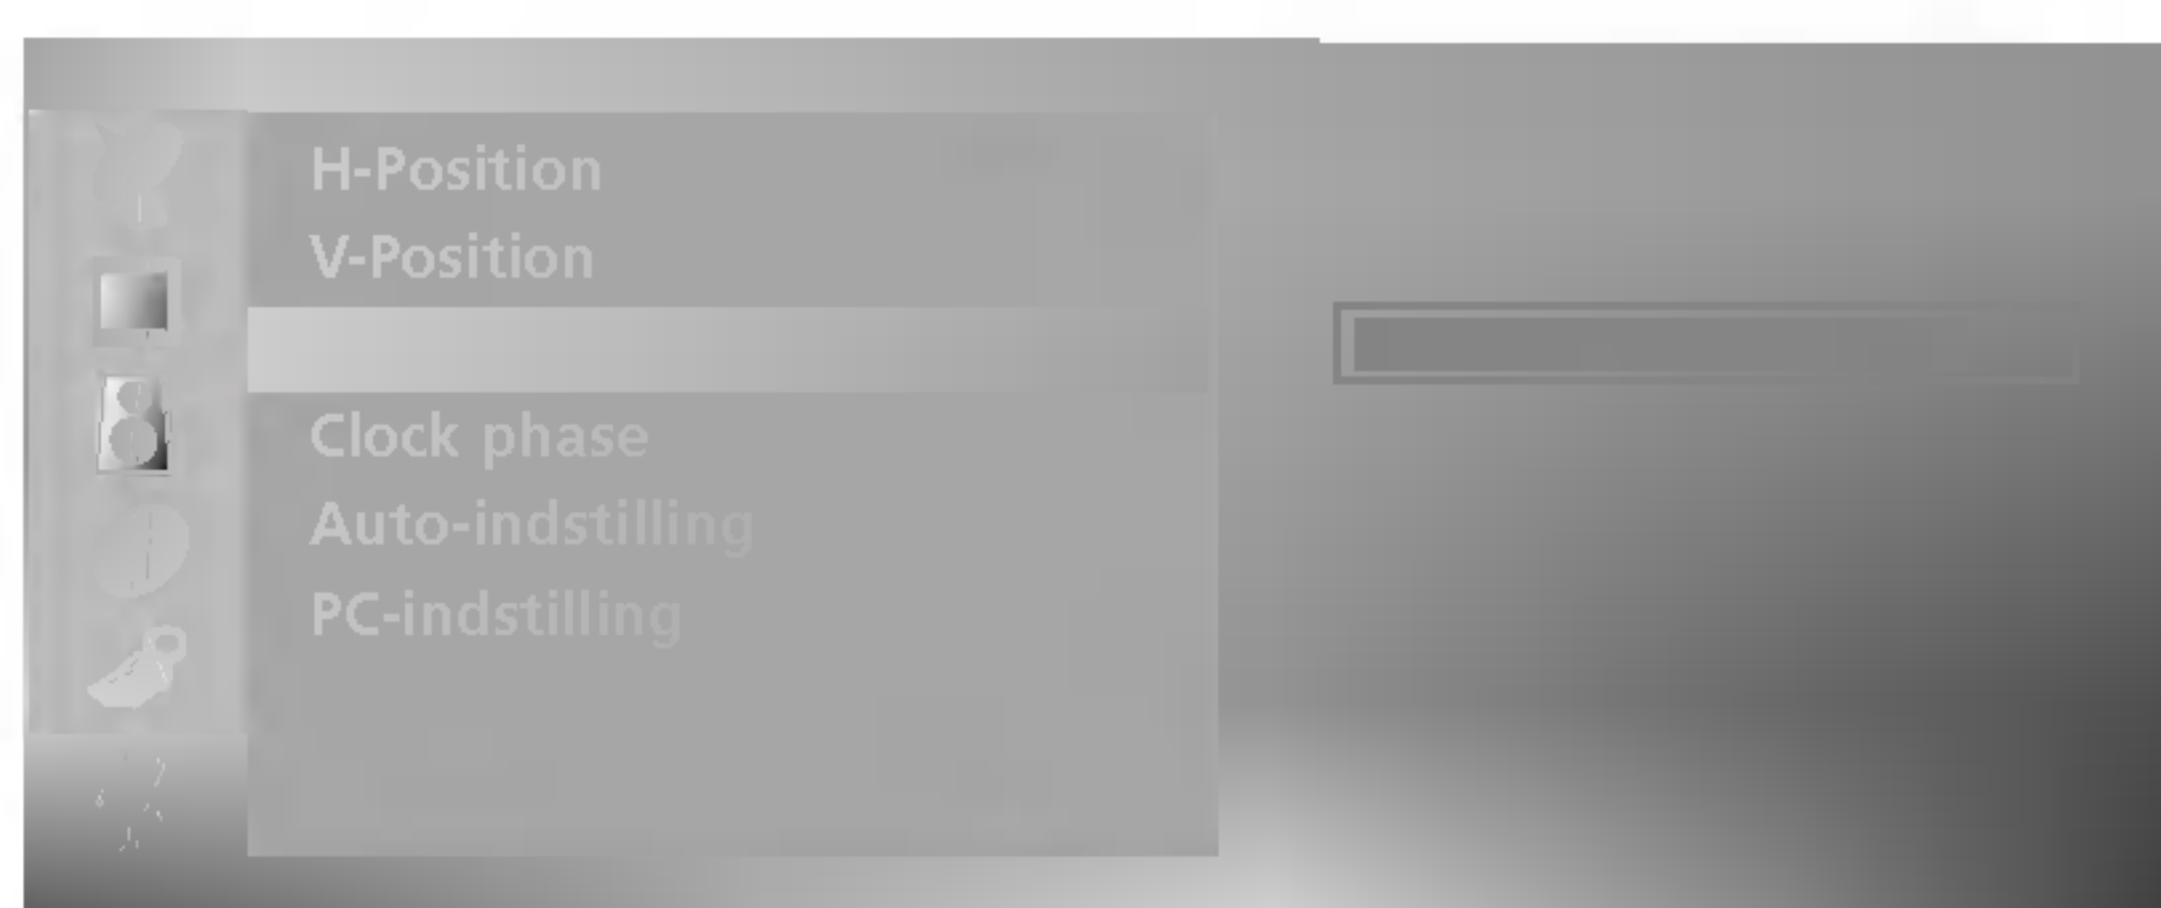 H-Position
V-Position
Clock phase
Auto-indstilling
PC-indstilling